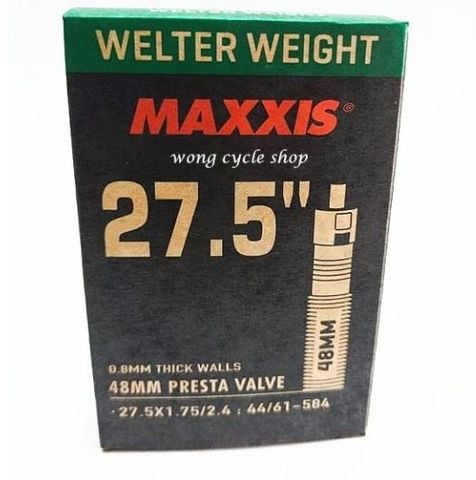 WELTER WEIGHT
MAXXIS®
wong cycle shop
27.5"
48MM
0.8MM THICK WALLS
48MM PRESTA VALVE
·27.5X1.75/2.4 : 44/61-584